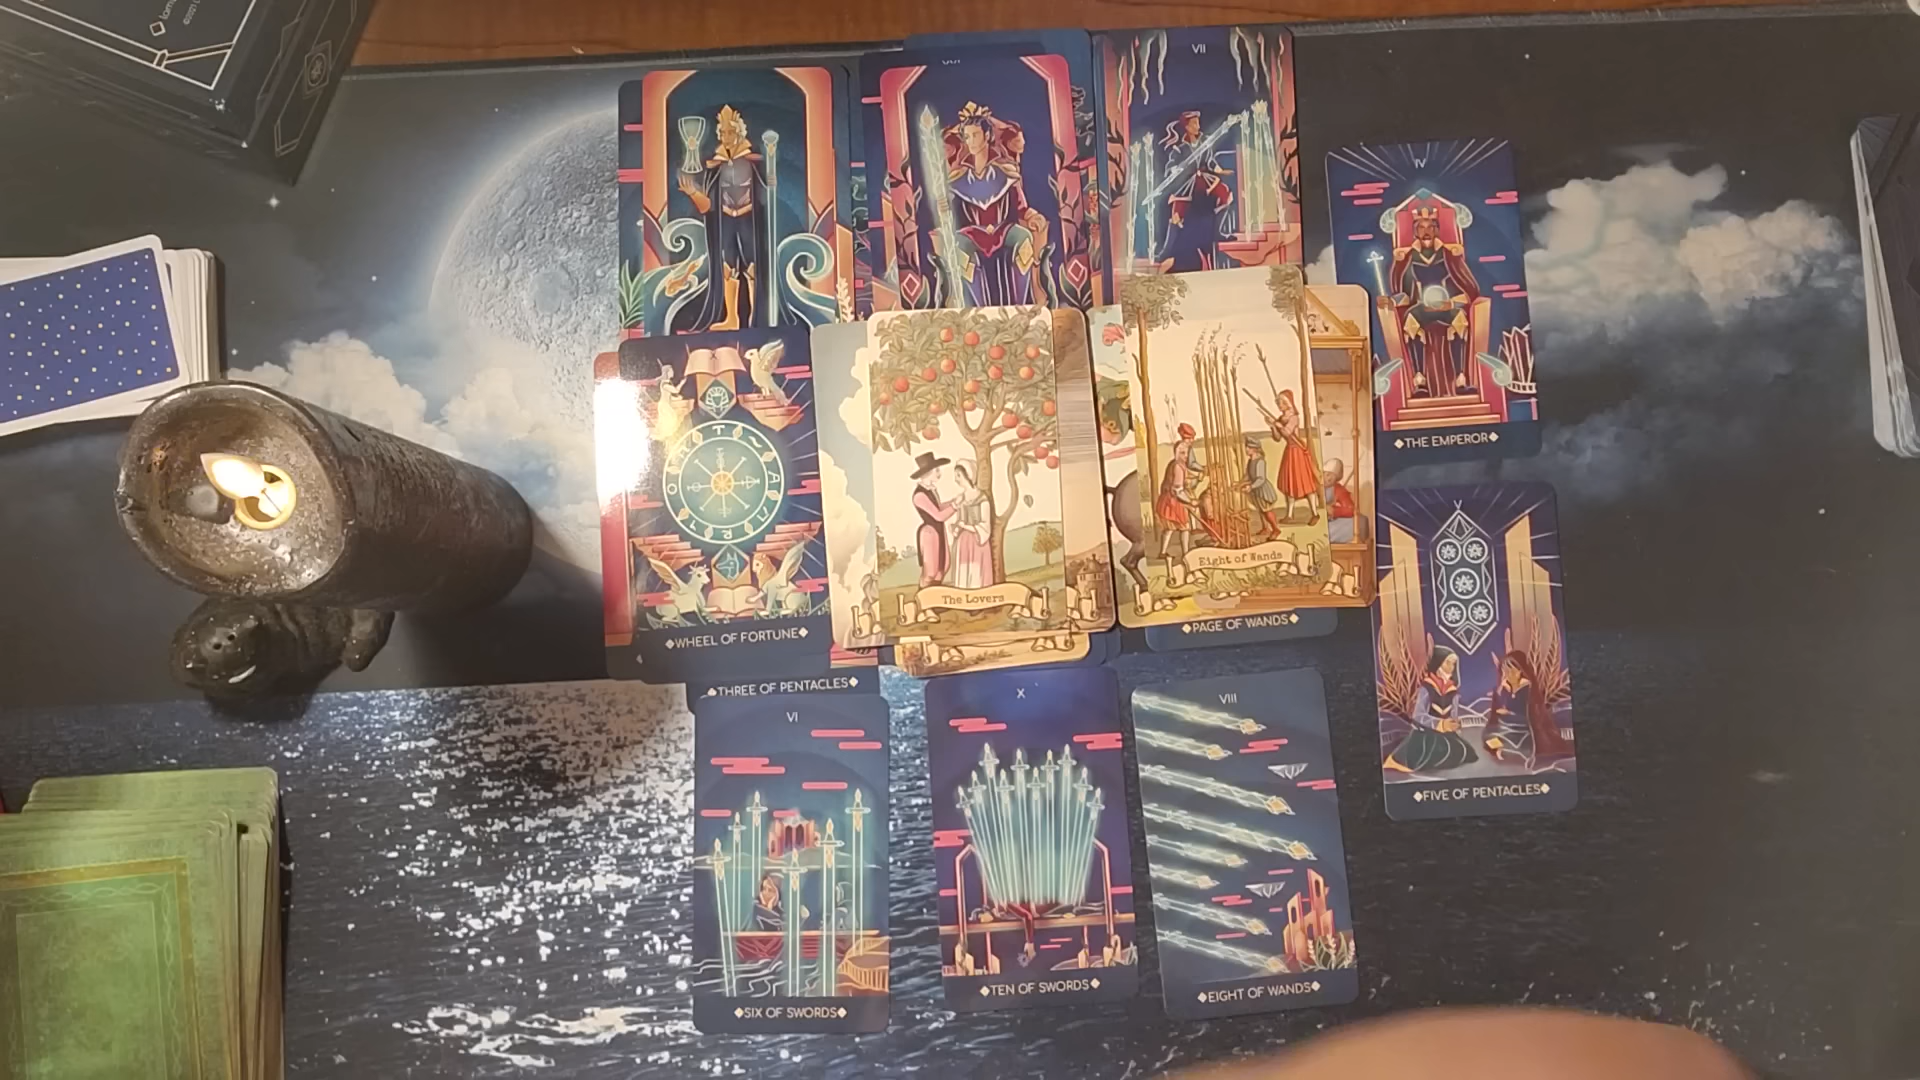 ©2021
VII
IV
◆THE EMPEROR◆
◆WHEEL OF FORTUNE◆
The Lovers
Eight of Wands
◆PAGE OF WANDS◆
◆THREE OF PENTACLES◆
V
◆FIVE OF PENTACLES◆
VI
◆SIX OF SWORDS◆
X
◆TEN OF SWORDS◆
VIII
◆EIGHT OF WANDS◆